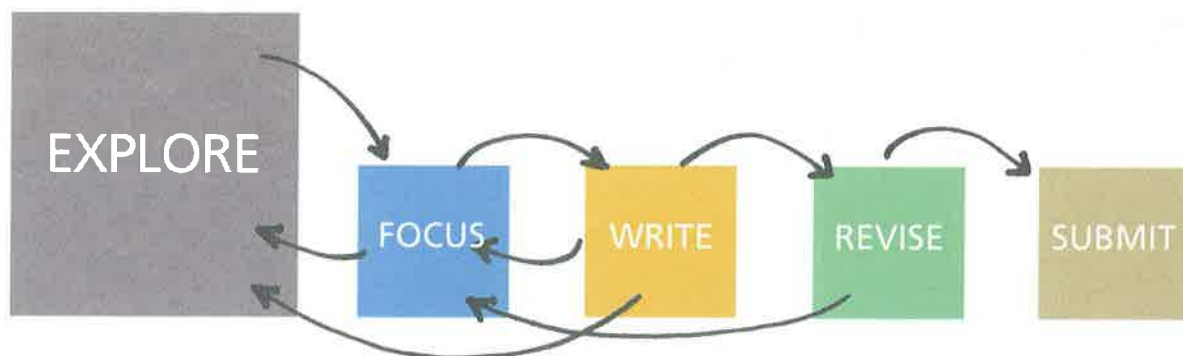 EXPLORE
FOCUS
WRITE
REVISE
SUBMIT